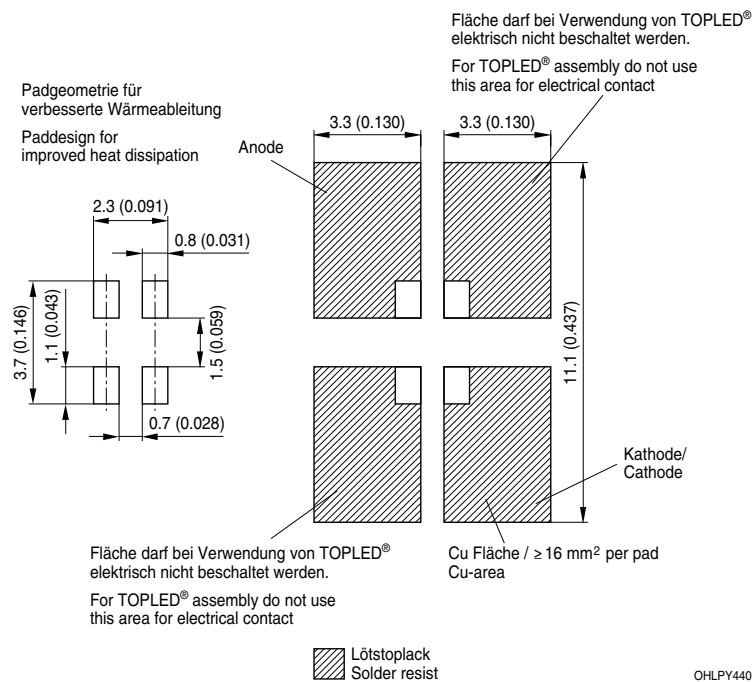 Fläche darf bei Verwendung von TOPLED®
elektrisch nicht beschaltet werden.
For TOPLED® assembly do not use
this area for electrical contact
Padgeometrie für
verbesserte Wärmeableitung
Paddesign for
improved heat dissipation
Anode
3.3 (0.130)
3.3 (0.130)
2.3 (0.091)
0.8 (0.031)
3.7 (0.146)
1.1 (0.043)
1.5 (0.059)
0.7 (0.028)
11.1 (0.437)
Kathode/
Cathode
Fläche darf bei Verwendung von TOPLED®
elektrisch nicht beschaltet werden.
For TOPLED® assembly do not use
this area for electrical contact
Cu Fläche / ≥ 16 mm² per pad
Cu-area
Lötstoplack
Solder resist
OHLPY440